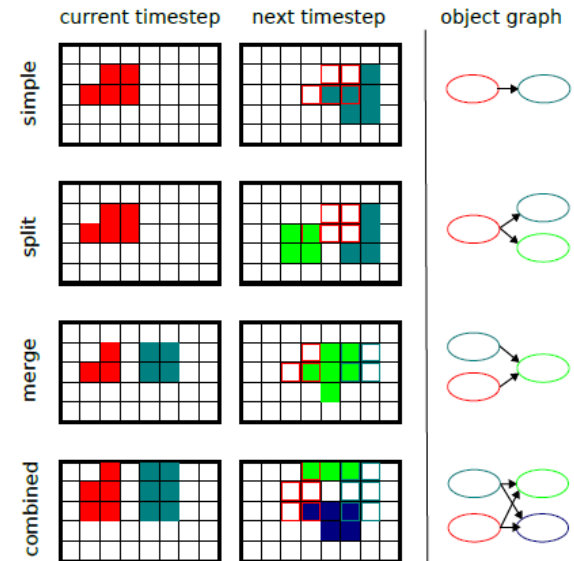 current timestep next timestep object graph
simple
split
merge
combined